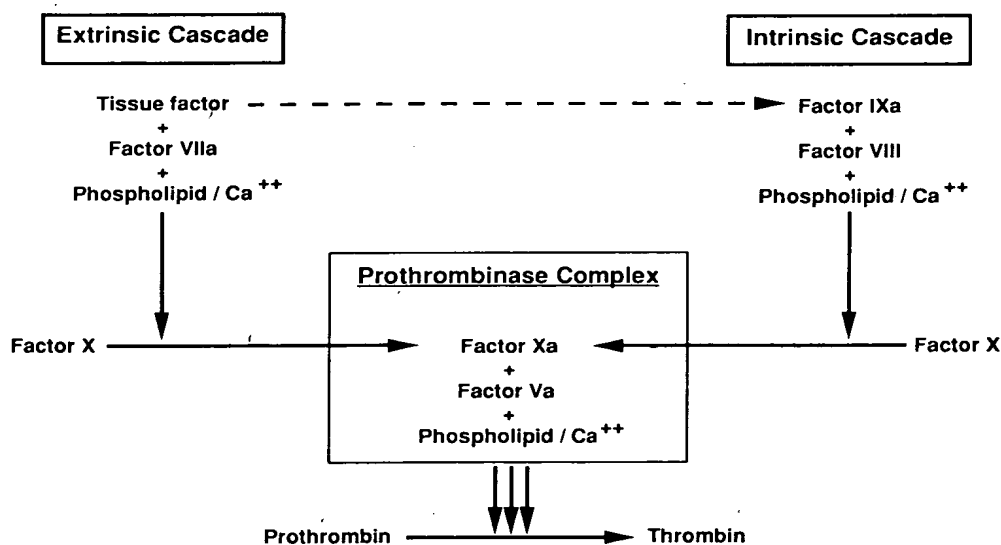 Extrinsic Cascade
Intrinsic Cascade
Tissue factor
+
Factor VIIa
+
Phospholipid / Ca ++
Factor IXa
+
Factor VIII
+
Phospholipid / Ca ++
Prothrombinase Complex
Factor X
Factor Xa
+
Factor Va
+
Phospholipid / Ca ++
Factor X
Prothrombin
Thrombin